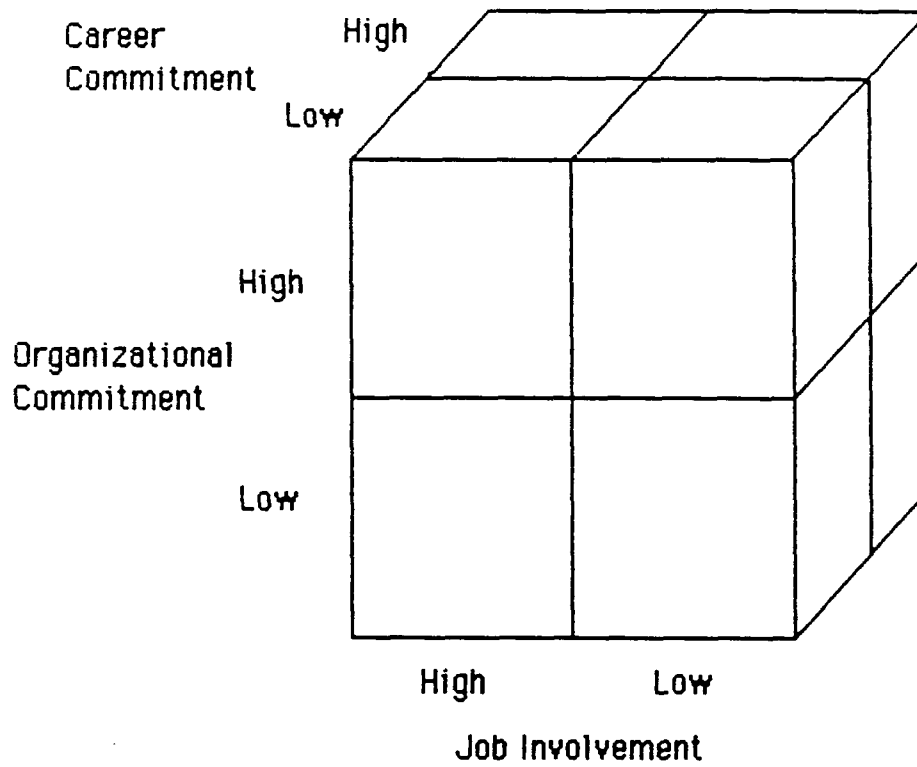 Career
Commitment
High
Low
High
Organizational
Commitment
Low
High Low
Job Involvement